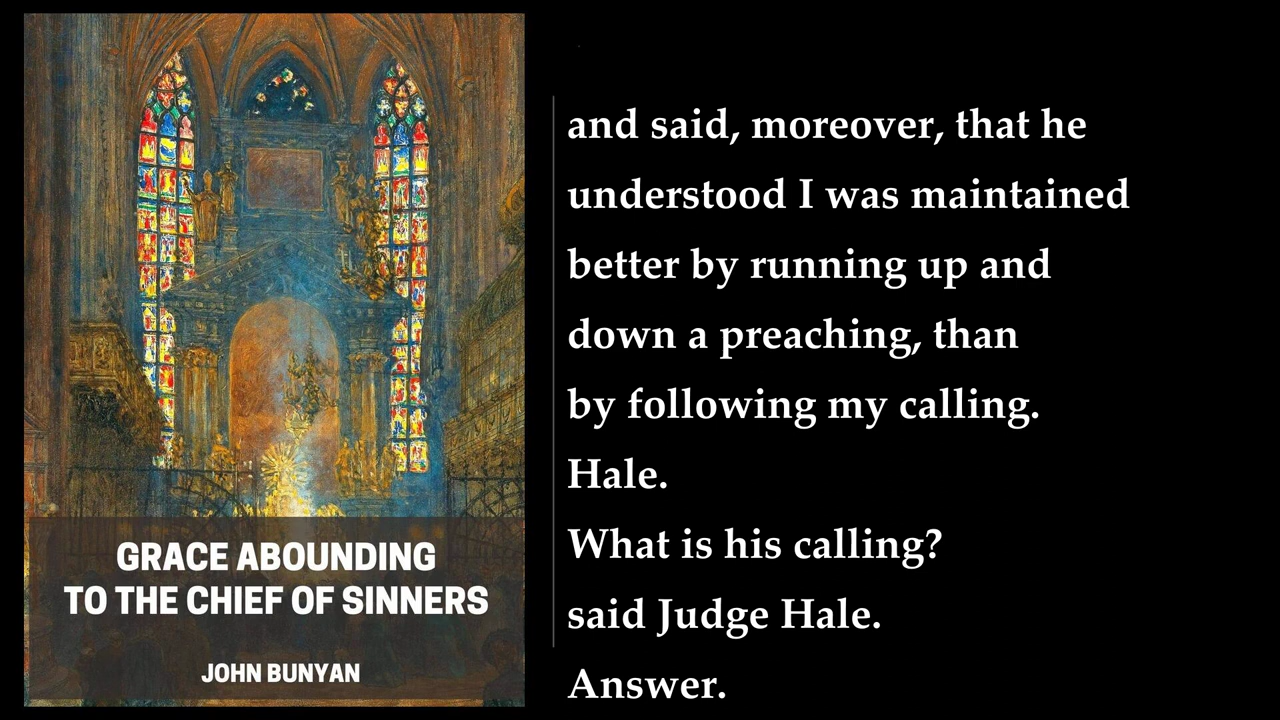 GRACE ABOUNDING
TO THE CHIEF OF SINNERS
JOHN BUNYAN
and said, moreover, that he
understood I was maintained
better by running up and
down a preaching, than
by following my calling.
Hale.
What is his calling?
said Judge Hale.
Answer.